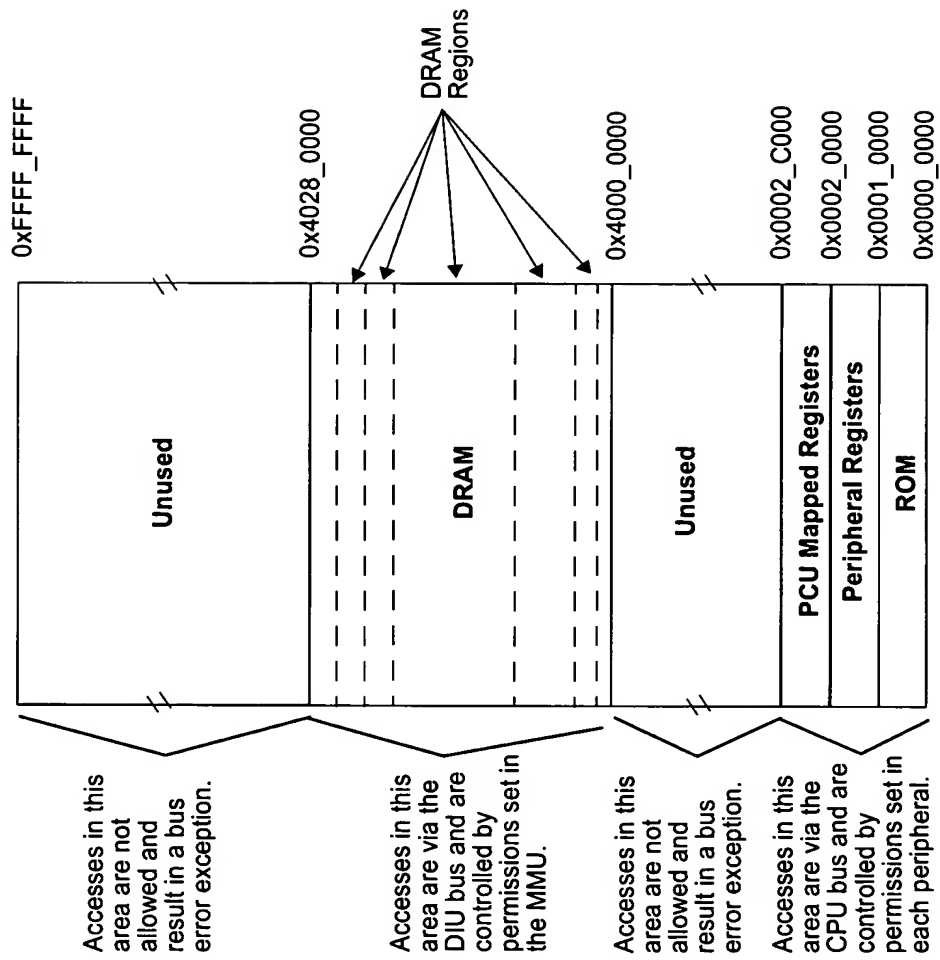 0xFFFF_FFFF
0x4028_0000
DRAM
Regions
0x4000_0000
0x0002_C000
0x0002_0000
0x0001_0000
0x0000_0000
Unused
DRAM
Unused
PCU Mapped Registers
Peripheral Registers
ROM
Accesses in this
area are not
allowed and
result in a bus
error exception.
Accesses in this
area are via the
DIU bus and are
controlled by
permissions set in
the MMU.
Accesses in this
area are not
allowed and
result in a bus
error exception.
Accesses in this
area are via the
CPU bus and are
controlled by
permissions set in
each peripheral.